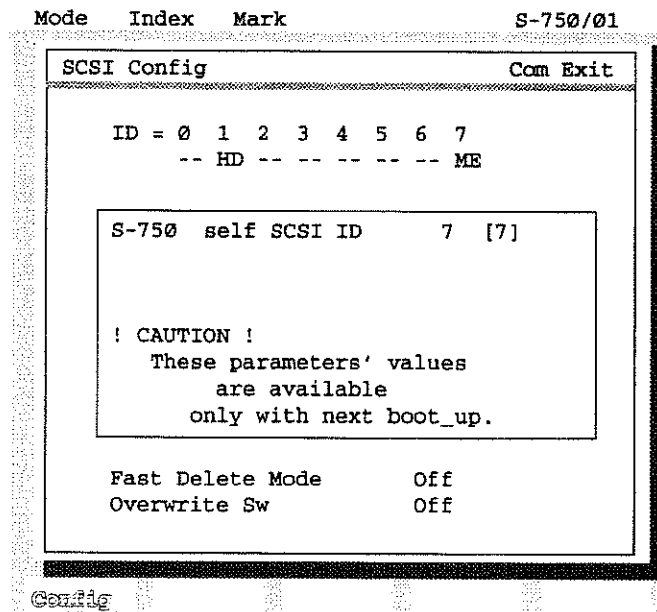 Mode Index Mark S-750/01
SCSI Config Com Exit
ID = 0 1 2 3 4 5 6 7
-- HD -- -- -- -- -- ME
S-750 self SCSI ID 7 [7]
! CAUTION !
These parameters' values
are available
only with next boot_up.
Fast Delete Mode Off
Overwrite Sw Off
Config